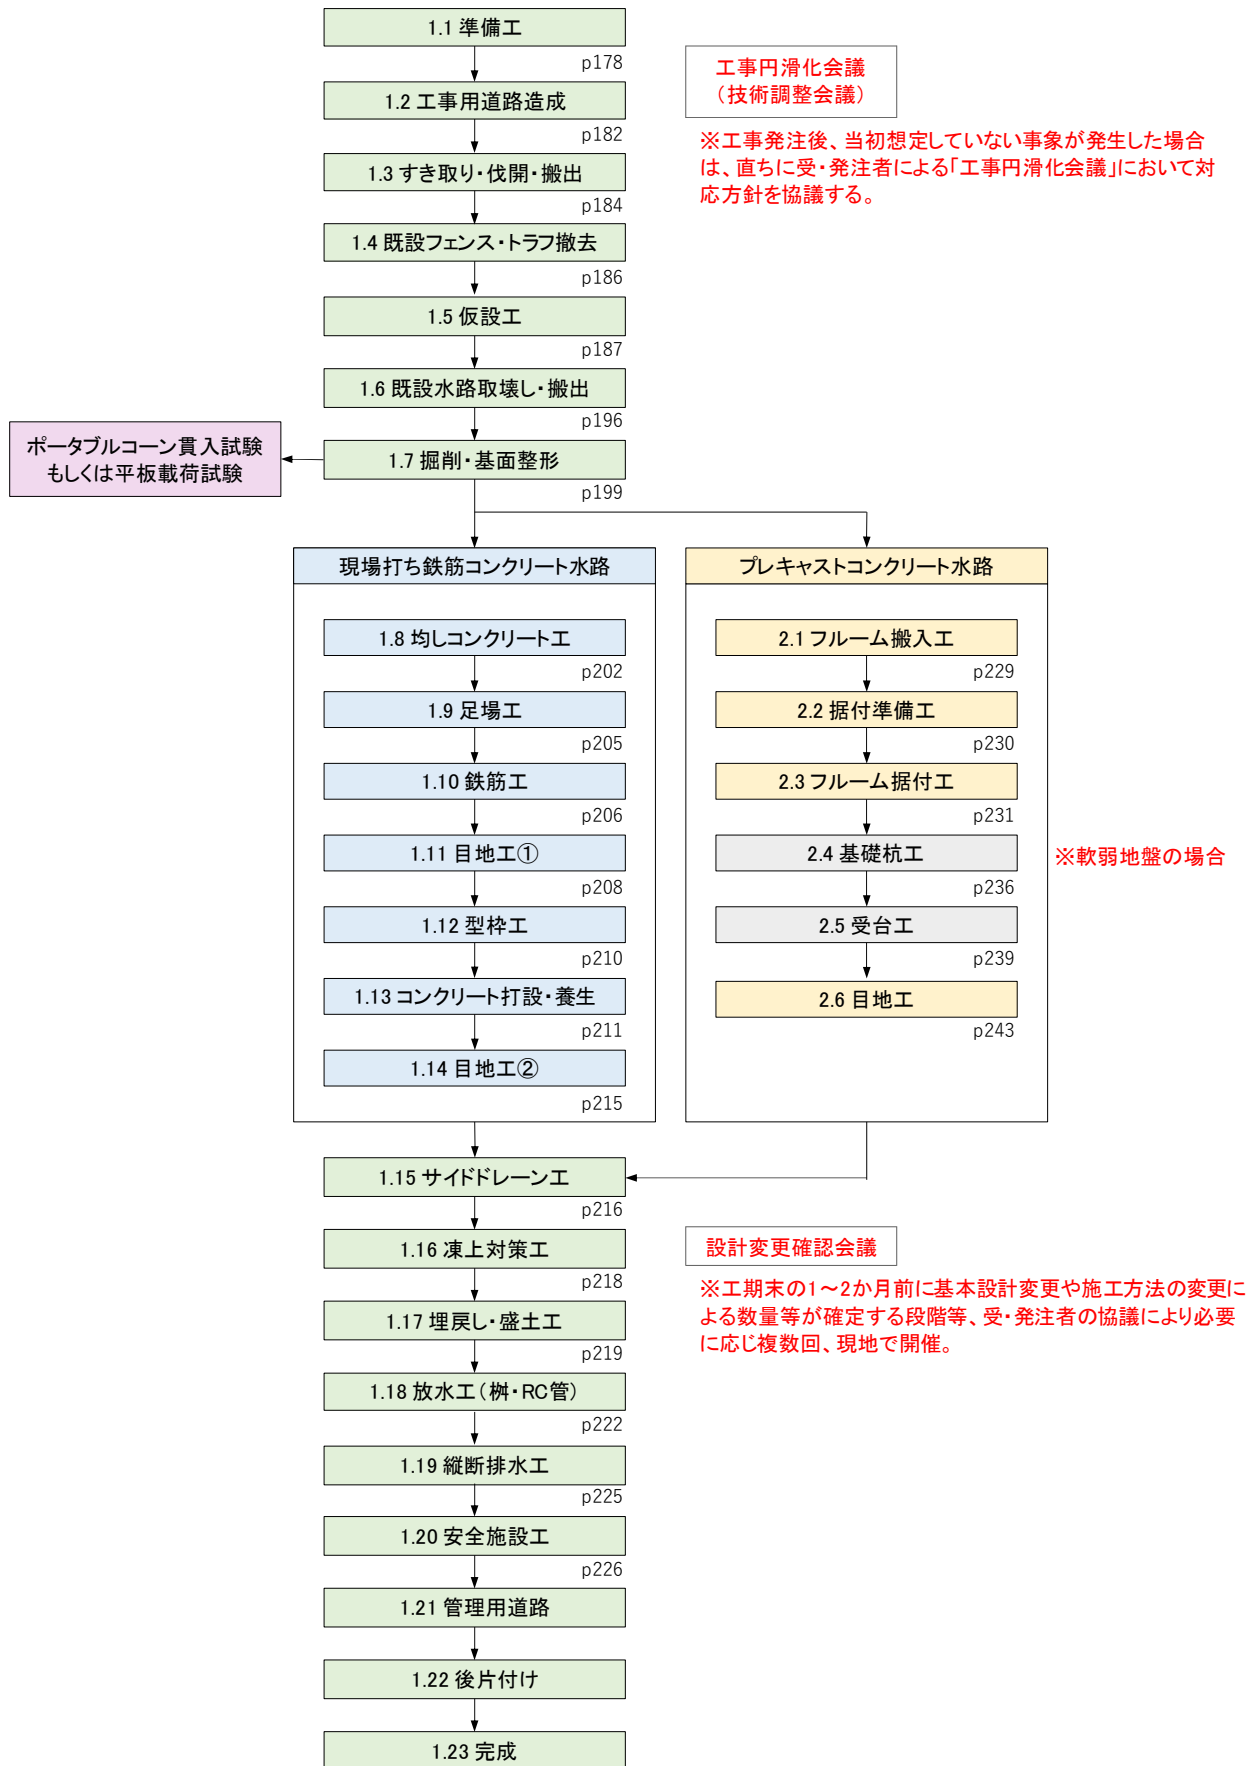 1.1 準備工
p178
工事円滑化会議
（技術調整会議）
※工事発注後、当初想定していない事象が発生した場合
は、直ちに受・発注者による「工事円滑化会議」において対
応方針を協議する。
1.2 工事用道路造成
p182
1.3 すき取り・伐開・搬出
p184
1.4 既設フェンス・トラフ撤去
p186
1.5 仮設工
p187
1.6 既設水路取壊し・搬出
p196
ポータブルコーン貫入試験
もしくは平板載荷試験
1.7 掘削・基面整形
p199
現場打ち鉄筋コンクリート水路
1.8 均しコンクリート工
p202
1.9 足場工
p205
1.10 鉄筋工
p206
1.11 目地工①
p208
1.12 型枠工
p210
1.13 コンクリート打設・養生
p211
1.14 目地工②
p215
プレキャストコンクリート水路
2.1 フルーム搬入工
p229
2.2 据付準備工
p230
2.3 フルーム据付工
p231
2.4 基礎杭工
※軟弱地盤の場合
p236
2.5 受台工
p239
2.6 目地工
p243
1.15 サイドドレーン工
p216
設計変更確認会議
※工期末の1～2か月前に基本設計変更や施工方法の変更に
よる数量等が確定する段階等、受・発注者の協議により必要
に応じ複数回、現地で開催。
1.16 凍上対策工
p218
1.17 埋戻し・盛土工
p219
1.18 放水工（桝・RC管）
p222
1.19 縦断排水工
p225
1.20 安全施設工
p226
1.21 管理用道路
1.22 後片付け
1.23 完成